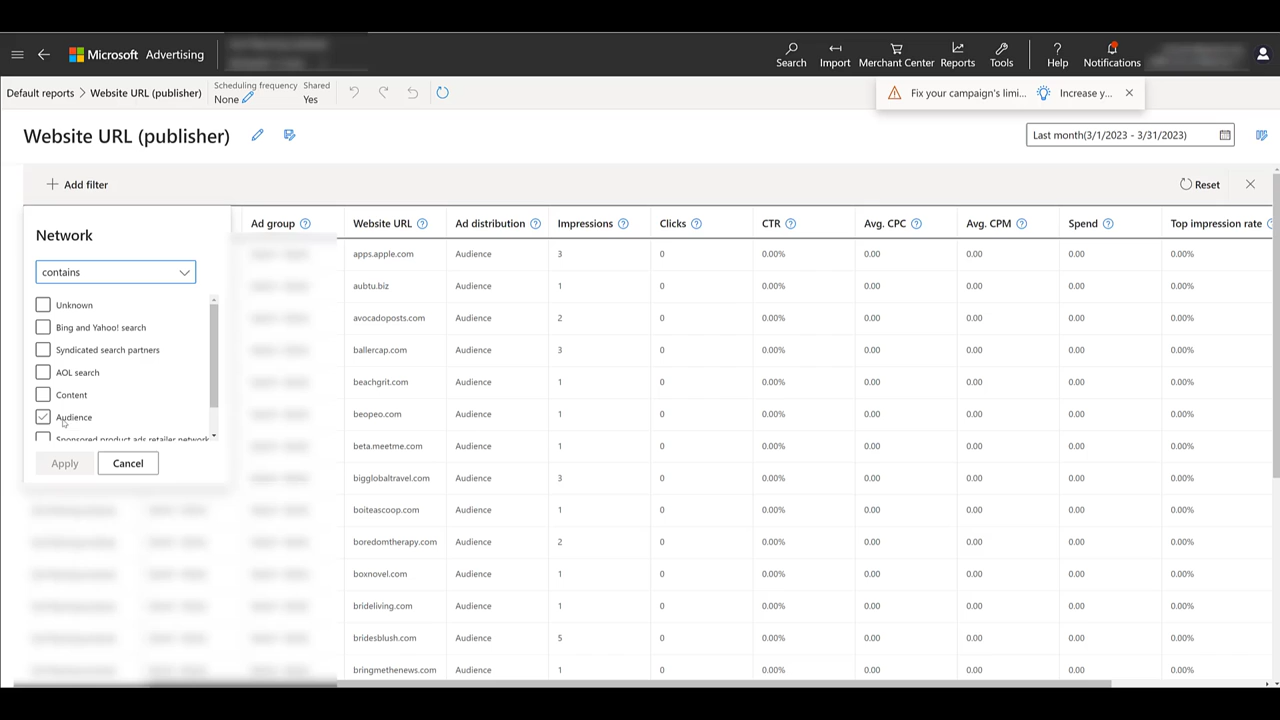 Microsoft Advertising
Search
Import
Merchant Center
Reports
Tools
Help
Notifications
Default reports > Website URL (publisher)
Scheduling frequency
None
Shared
Yes
Fix your campaign's limi...
Increase y...
Website URL (publisher)
Last month(3/1/2023 - 3/31/2023)
Add filter
Reset
Network
contains
Unknown
Bing and Yahoo! search
Syndicated search partners
AOL search
Content
Audience
Sponsored product ads retailer network
Apply
Cancel
Ad group Website URL Ad distribution Impressions Clicks CTR Avg. CPC Avg. CPM Spend Top impression rate
apps.apple.com Audience 3 0 0.00% 0.00 0.00 0.00 0.00%
aubtu.biz Audience 1 0 0.00% 0.00 0.00 0.00 0.00%
avocadoposts.com Audience 2 0 0.00% 0.00 0.00 0.00 0.00%
ballercap.com Audience 3 0 0.00% 0.00 0.00 0.00 0.00%
beachgrit.com Audience 1 0 0.00% 0.00 0.00 0.00 0.00%
beopeo.com Audience 1 0 0.00% 0.00 0.00 0.00 0.00%
beta.meetme.com Audience 1 0 0.00% 0.00 0.00 0.00 0.00%
bigglobaltravel.com Audience 3 0 0.00% 0.00 0.00 0.00 0.00%
boiteascoop.com Audience 1 0 0.00% 0.00 0.00 0.00 0.00%
boredomtherapy.com Audience 2 0 0.00% 0.00 0.00 0.00 0.00%
boxnovel.com Audience 1 0 0.00% 0.00 0.00 0.00 0.00%
brideliving.com Audience 1 0 0.00% 0.00 0.00 0.00 0.00%
bridesblush.com Audience 5 0 0.00% 0.00 0.00 0.00 0.00%
bringmethenews.com Audience 1 0 0.00% 0.00 0.00 0.00 0.00%